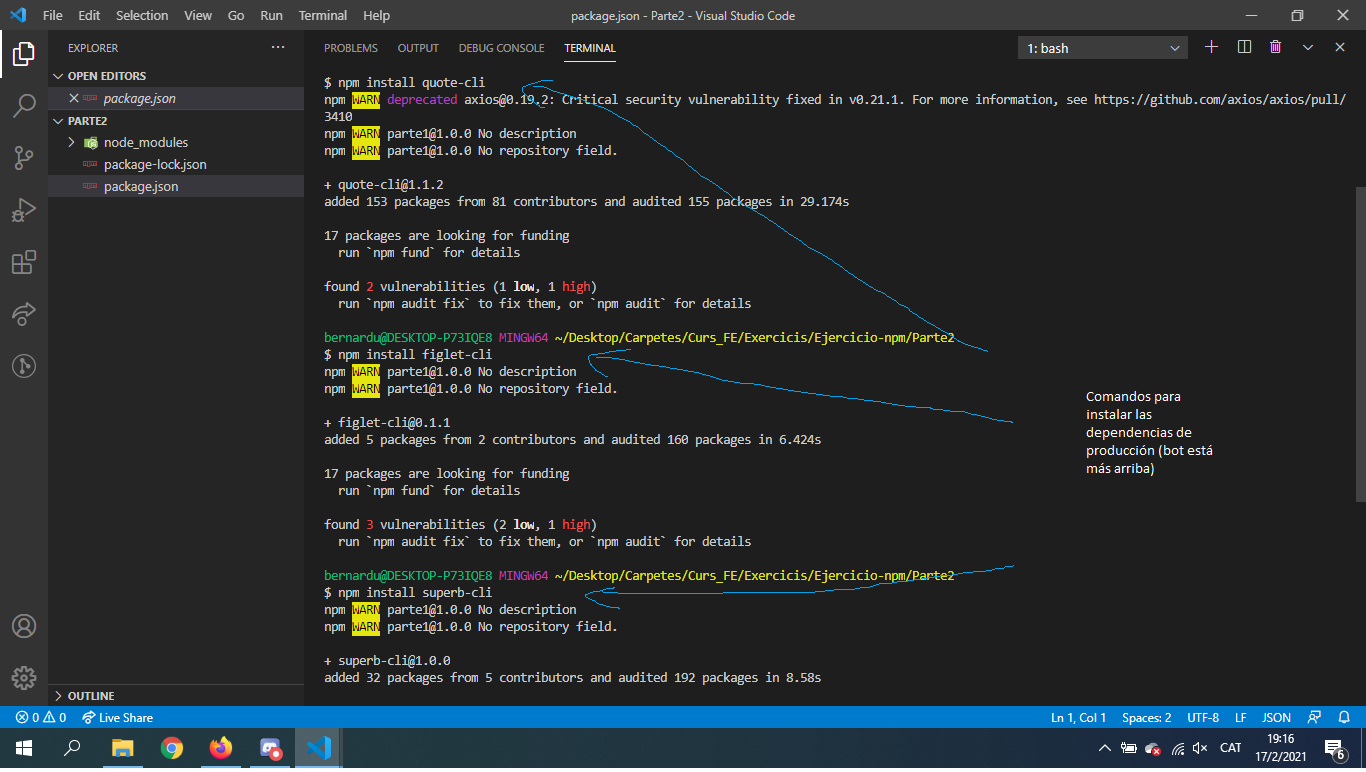 File Edit Selection View Go Run Terminal Help
package.json - Parte2 - Visual Studio Code
EXPLORER
OPEN EDITORS
package.json
PARTE2
node_modules
package-lock.json
package.json
OUTLINE
PROBLEMS OUTPUT DEBUG CONSOLE TERMINAL
1: bash
$ npm install quote-cli
npm WARN deprecated axios@0.19.2: Critical security vulnerability fixed in v0.21.1. For more information, see https://github.com/axios/axios/pull/
3410
npm WARN parte1@1.0.0 No description
npm WARN parte1@1.0.0 No repository field.
+ quote-cli@1.1.2
added 153 packages from 81 contributors and audited 155 packages in 29.174s
17 packages are looking for funding
run `npm fund` for details
found 2 vulnerabilities (1 low, 1 high)
run `npm audit fix` to fix them, or `npm audit` for details
bernardu@DESKTOP-P73IQE8 MINGW64 ~/Desktop/Carpetes/Curs_FE/Exercicis/Ejercicio-npm/Parte2
$ npm install figlet-cli
npm WARN parte1@1.0.0 No description
npm WARN parte1@1.0.0 No repository field.
+ figlet-cli@0.1.1
added 5 packages from 2 contributors and audited 160 packages in 6.424s
17 packages are looking for funding
run `npm fund` for details
found 3 vulnerabilities (2 low, 1 high)
run `npm audit fix` to fix them, or `npm audit` for details
bernardu@DESKTOP-P73IQE8 MINGW64 ~/Desktop/Carpetes/Curs_FE/Exercicis/Ejercicio-npm/Parte2
$ npm install superb-cli
npm WARN parte1@1.0.0 No description
npm WARN parte1@1.0.0 No repository field.
+ superb-cli@1.0.0
added 32 packages from 5 contributors and audited 192 packages in 8.58s
Comandos para
instalar las
dependencias de
producción (bot está
más arriba)
0 0 Live Share
Ln 1, Col 1 Spaces: 2 UTF-8 LF JSON
CAT
19:16
17/2/2021
6